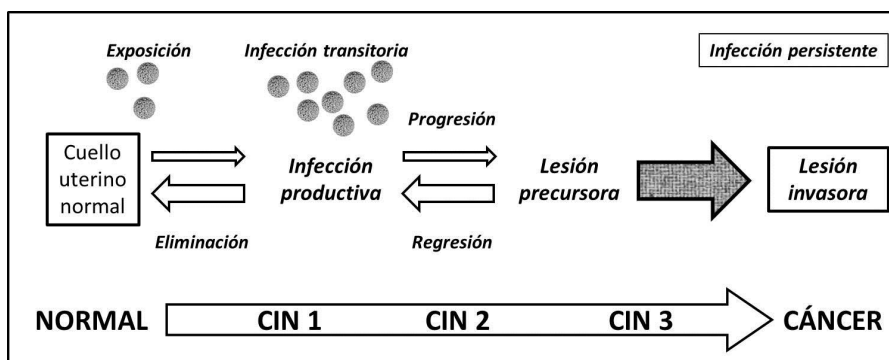 Exposición
Infección transitoria
Infección persistente
Progresión
Cuello
uterino
normal
Infección
productiva
Lesión
precursora
Lesión
invasora
Eliminación
Regresión
NORMAL
CIN 1
CIN 2
CIN 3
CÁNCER